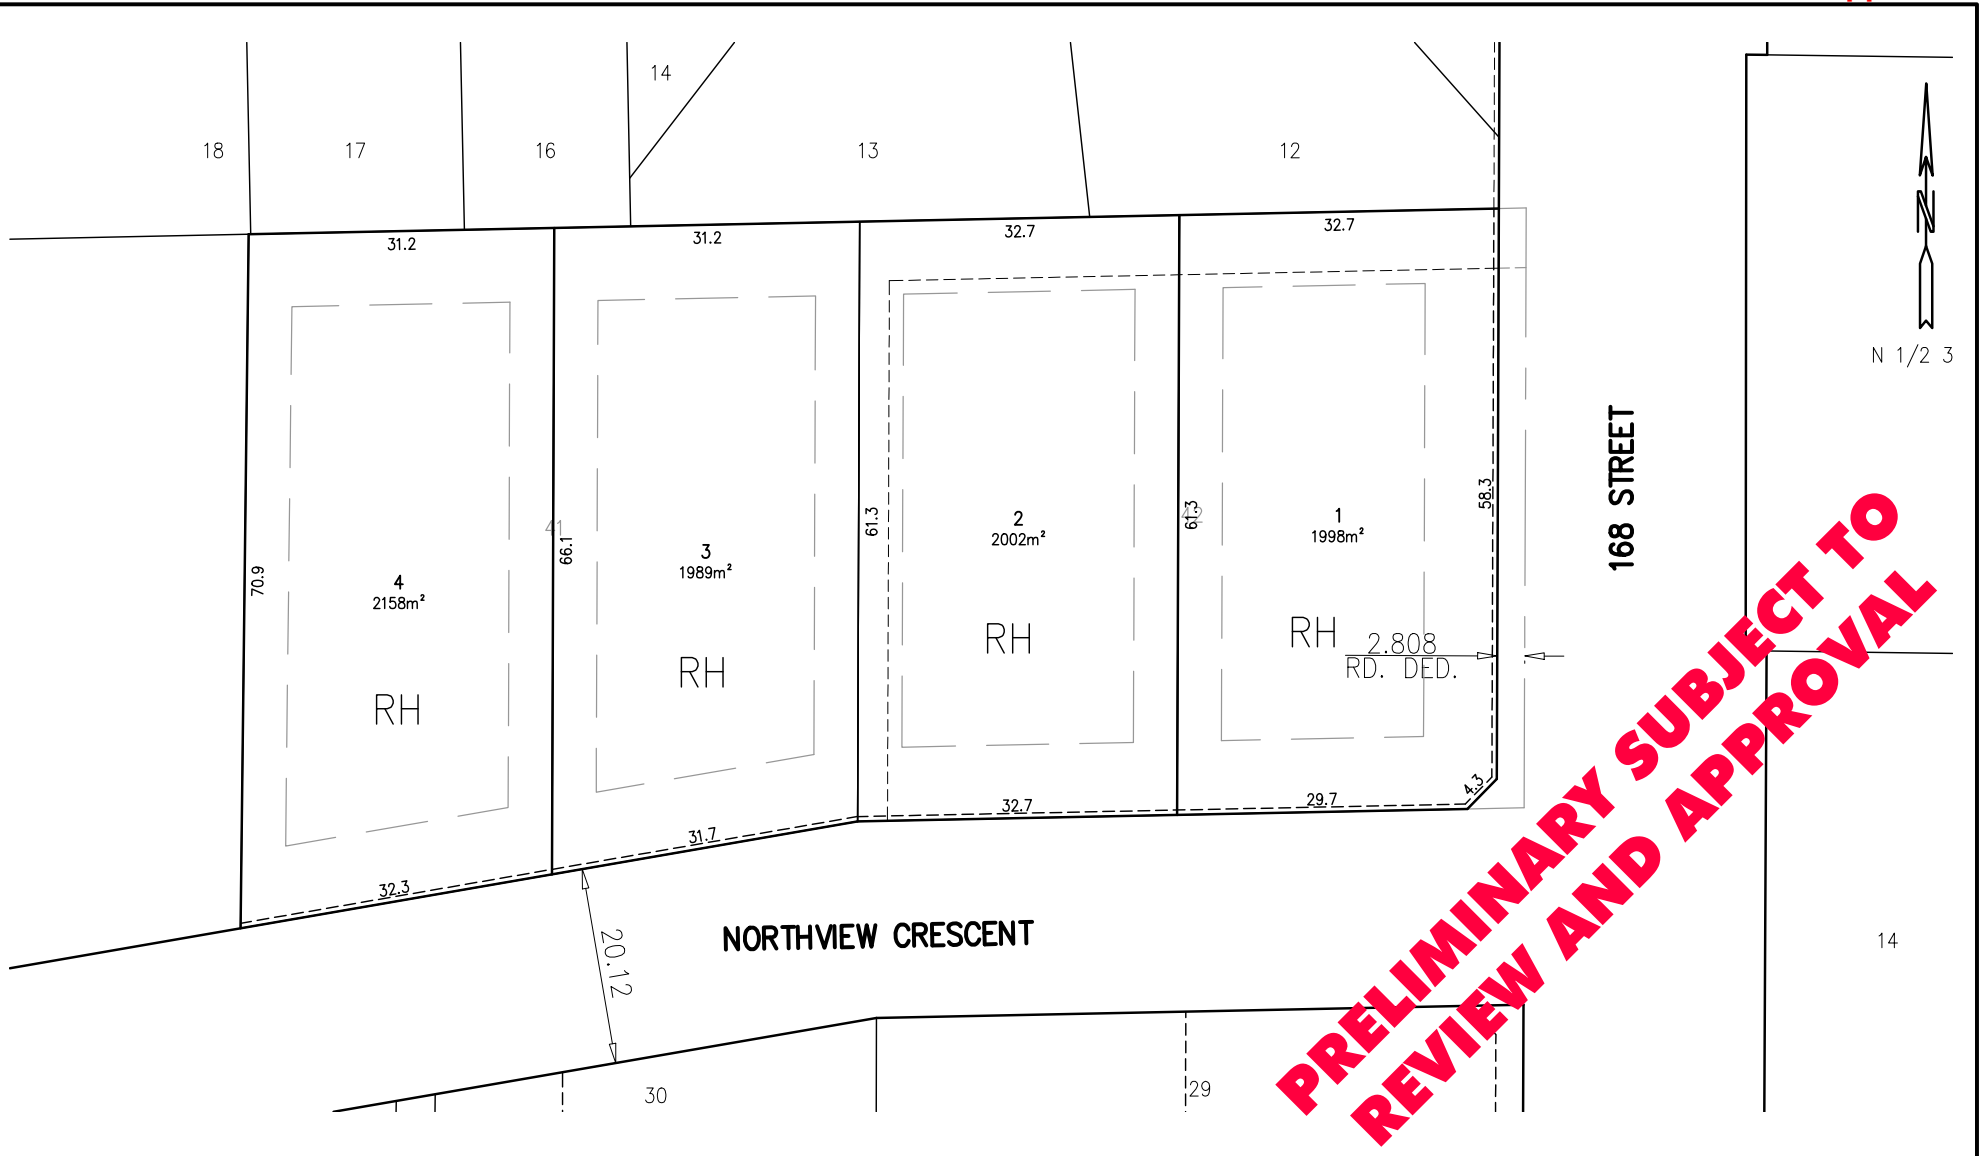 14
18
17
16
13
12
31.2
31.2
32.7
32.7
N
N 1/2 3
168 STREET
70.9
41
66.1
61.3
42
61.3
58.3
4
2158m²
RH
3
1989m²
RH
2
2002m²
RH
1
1998m²
RH
2.808
RD. DED.
32.3
31.7
32.7
29.7
4.3
20.12
NORTHVIEW CRESCENT
30
29
14
PRELIMINARY SUBJECT TO
REVIEW AND APPROVAL